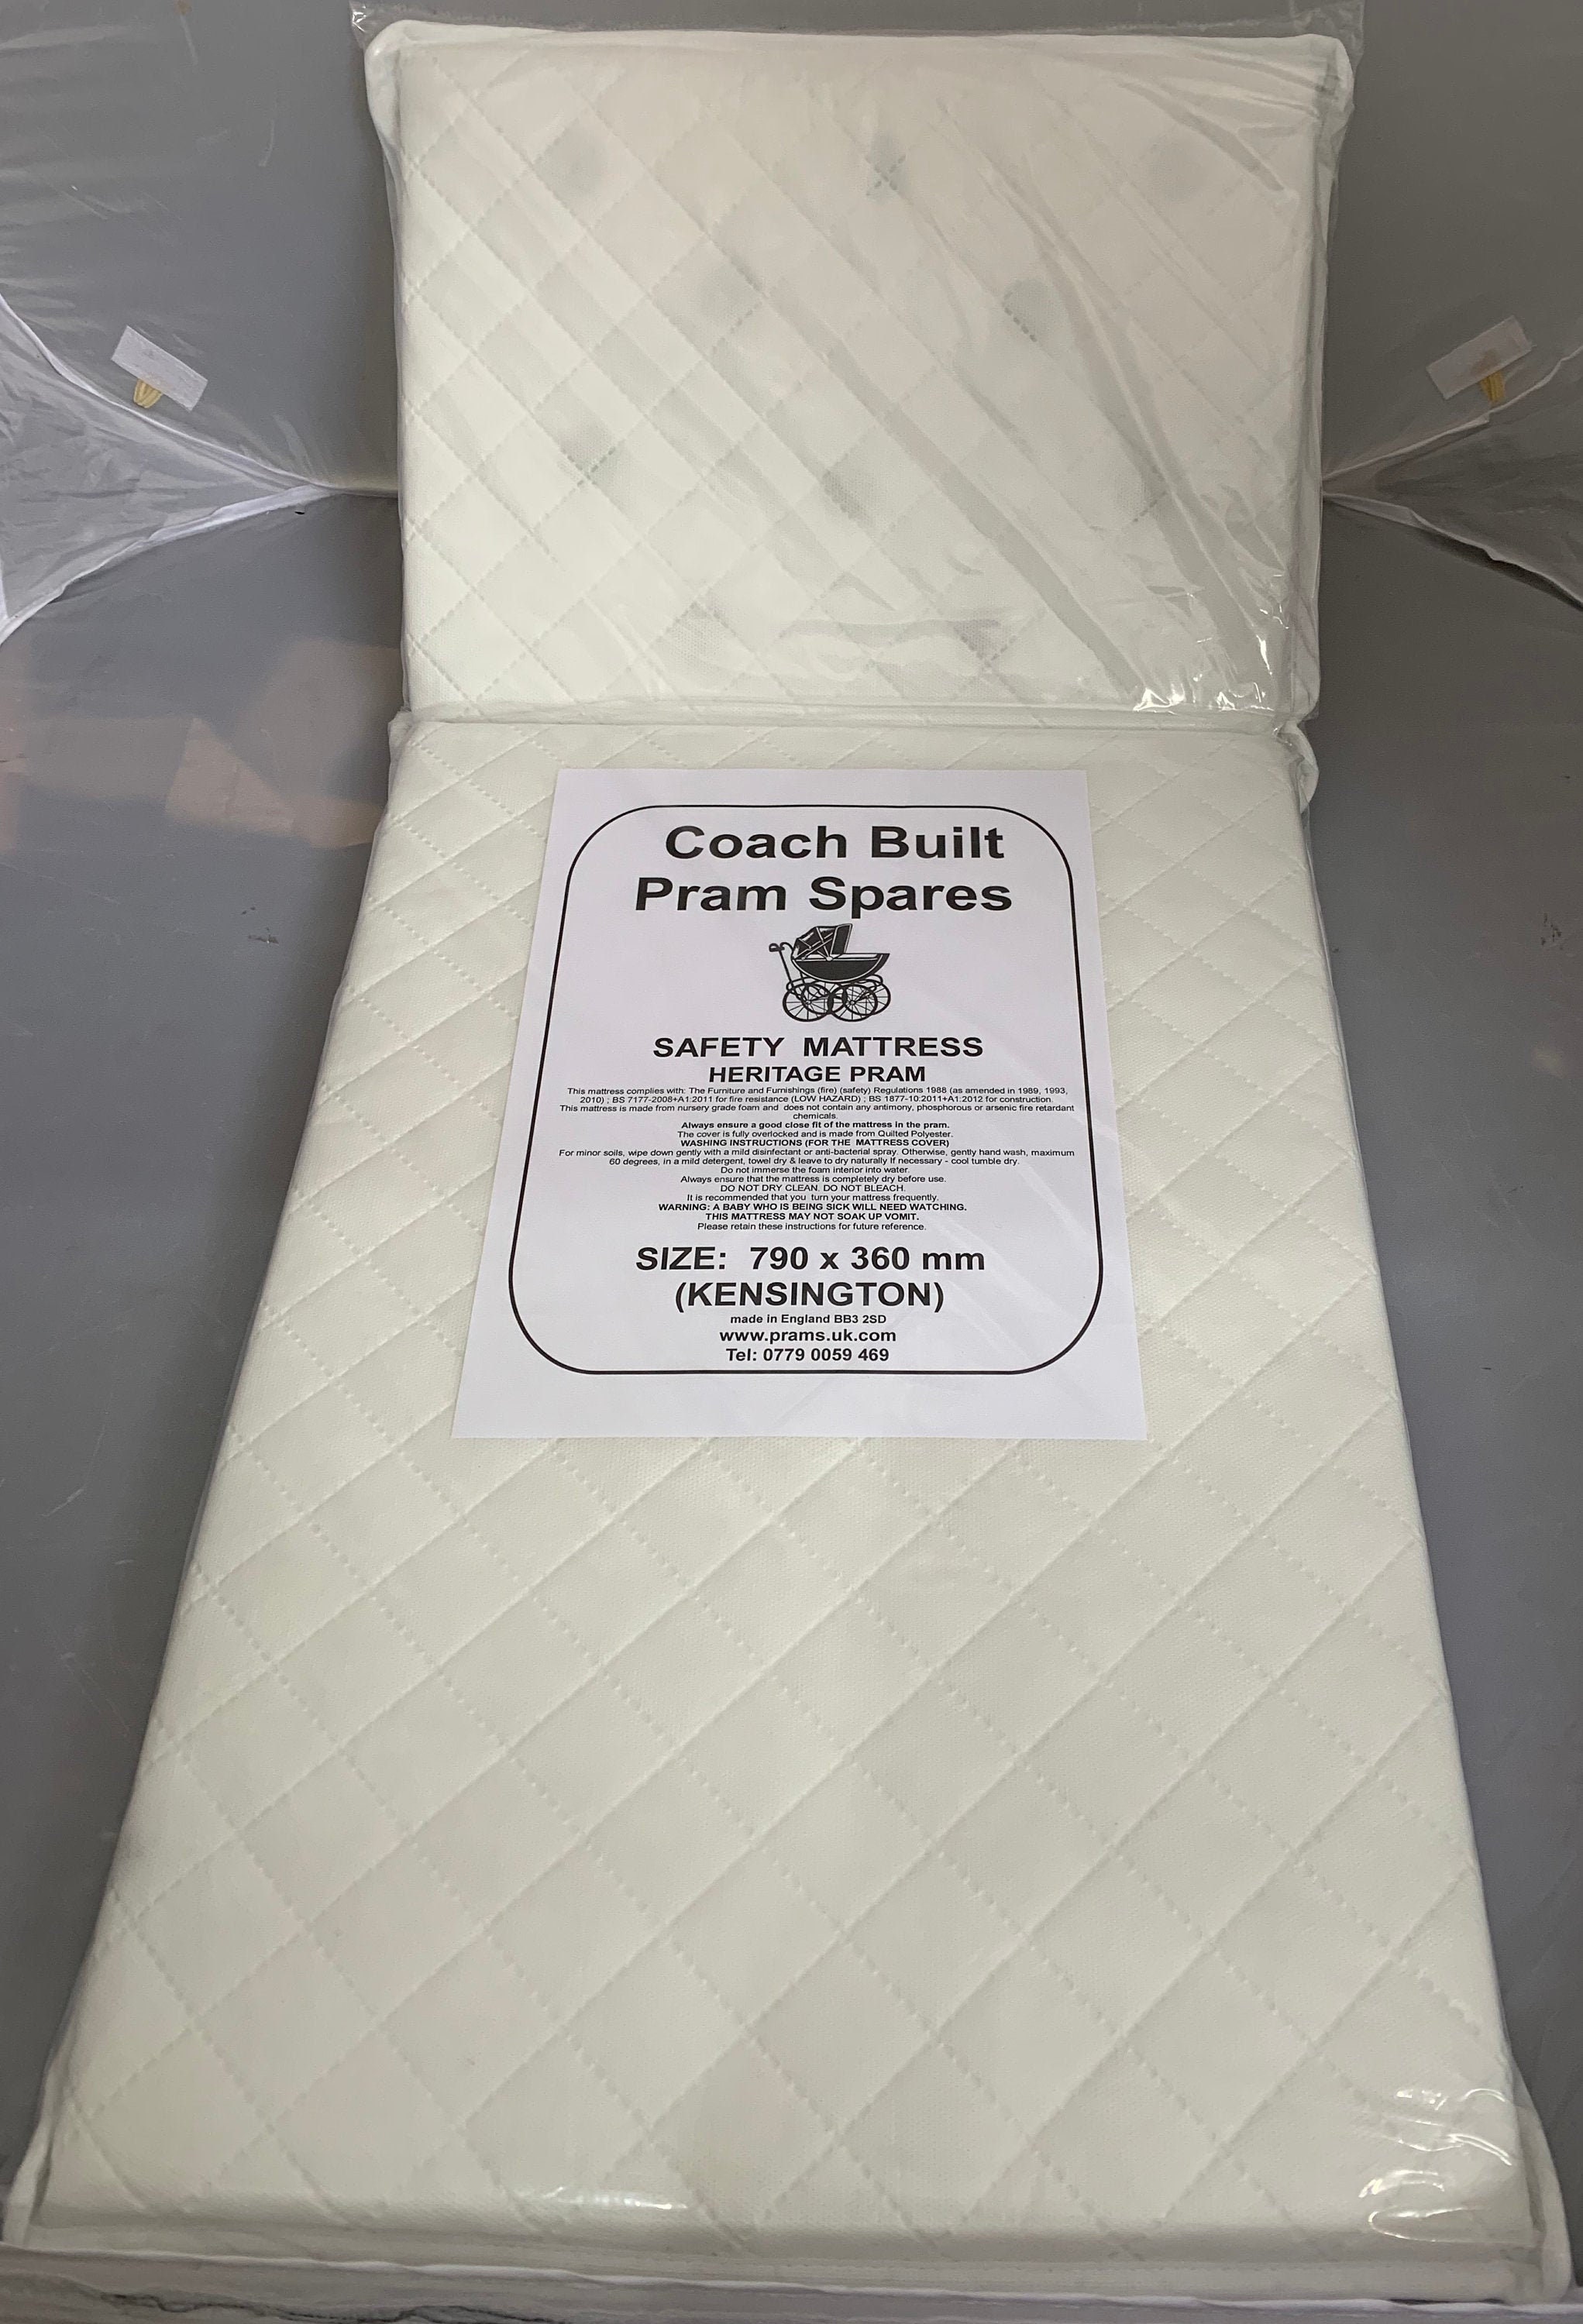 Coach Built
Pram Spares
SAFETY MATTRESS
HERITAGE PRAM
This mattress complies with: The Furniture and Furnishings (fire) (safety) Regulations 1988 (as amended in 1989, 1993,
2010) ; BS 7177-2008+A1:2011 for fire resistance (LOW HAZARD) ; BS 1877-10:2011+A1:2012 for construction.
This mattress is made from nursery grade foam and does not contain any antimony, phosphorous or arsenic fire retardant
chemicals.
Always ensure a good close fit of the mattress in the pram.
The cover is fully overlocked and is made from Quilted Polyester.
WASHING INSTRUCTIONS (FOR THE MATTRESS COVER)
For minor soils, wipe down gently with a mild disinfectant or anti-bacterial spray. Otherwise, gently hand wash, maximum
60 degrees, in a mild detergent, towel dry & leave to dry naturally If necessary - cool tumble dry.
Do not immerse the foam interior into water.
Always ensure that the mattress is completely dry before use.
DO NOT DRY CLEAN. DO NOT BLEACH.
It is recommended that you turn your mattress frequently.
WARNING: A BABY WHO IS BEING SICK WILL NEED WATCHING.
THIS MATTRESS MAY NOT SOAK UP VOMIT.
Please retain these instructions for future reference.
SIZE: 790 x 360 mm
(KENSINGTON)
made in England BB3 2SD
www.prams.uk.com
Tel: 0779 0059 469